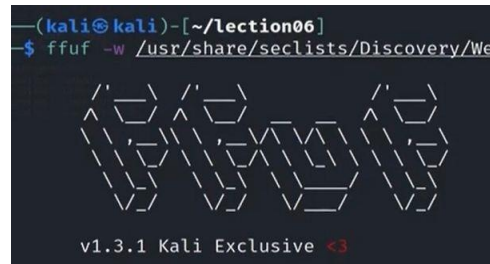 (kali㉿kali)-[~/lection06]
$ ffuf -w /usr/share/seclists/Discovery/We
v1.3.1 Kali Exclusive <3